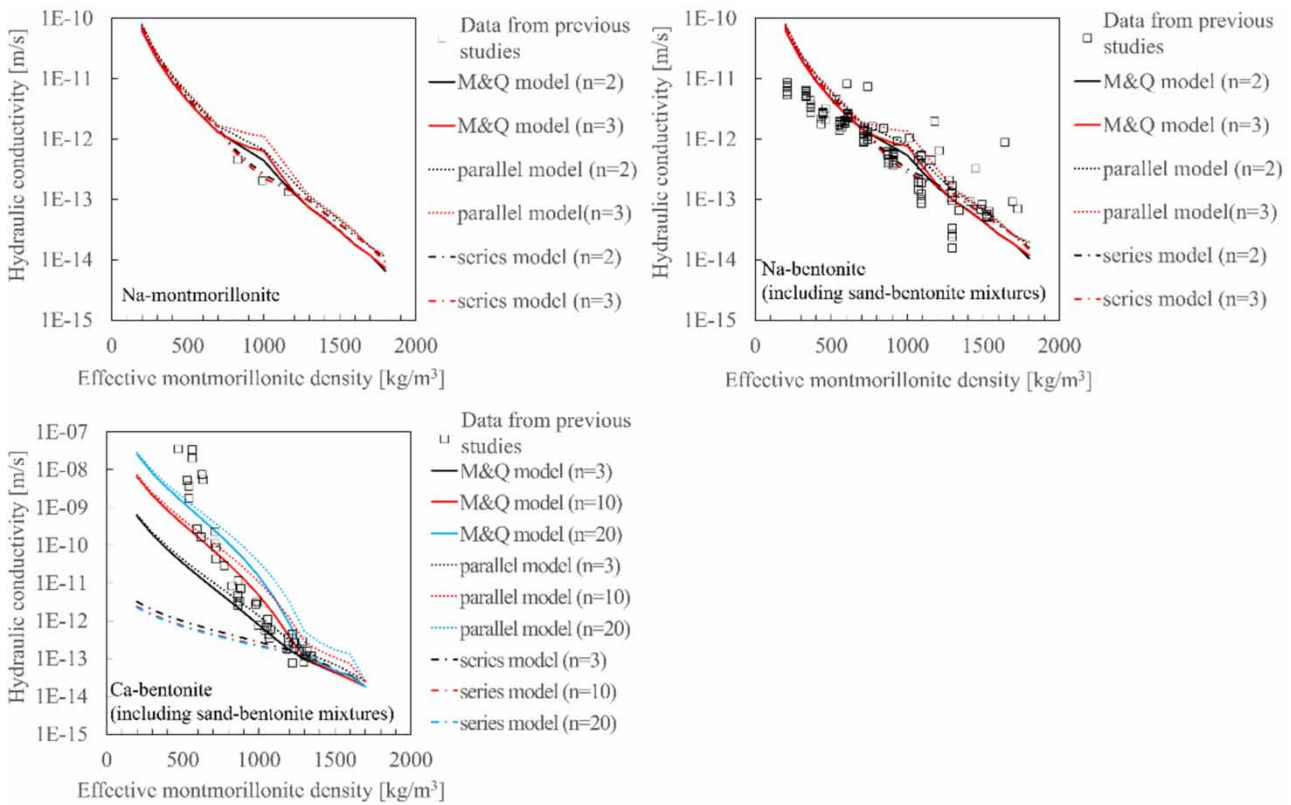 Hydraulic conductivity [m/s]
1E-10
1E-11
1E-12
1E-13
1E-14
1E-15
Na-montmorillonite
0 500 1000 1500 2000
Effective montmorillonite density [kg/m³]
Data from previous
studies
M&Q model (n=2)
M&Q model (n=3)
parallel model (n=2)
parallel model(n=3)
series model (n=2)
series model (n=3)
Hydraulic conductivity [m/s]
1E-10
1E-11
1E-12
1E-13
1E-14
1E-15
Na-bentonite
(including sand-bentonite mixtures)
0 500 1000 1500 2000
Effective montmorillonite density [kg/m³]
Data from previous
studies
M&Q model (n=2)
M&Q model (n=3)
parallel model (n=2)
parallel model(n=3)
series model (n=2)
series model (n=3)
Hydraulic conductivity [m/s]
1E-07
1E-08
1E-09
1E-10
1E-11
1E-12
1E-13
1E-14
1E-15
Ca-bentonite
(including sand-bentonite mixtures)
0 500 1000 1500 2000
Effective montmorillonite density [kg/m³]
Data from previous
studies
M&Q model (n=3)
M&Q model (n=10)
M&Q model (n=20)
parallel model (n=3)
parallel model (n=10)
parallel model (n=20)
series model (n=3)
series model (n=10)
series model (n=20)